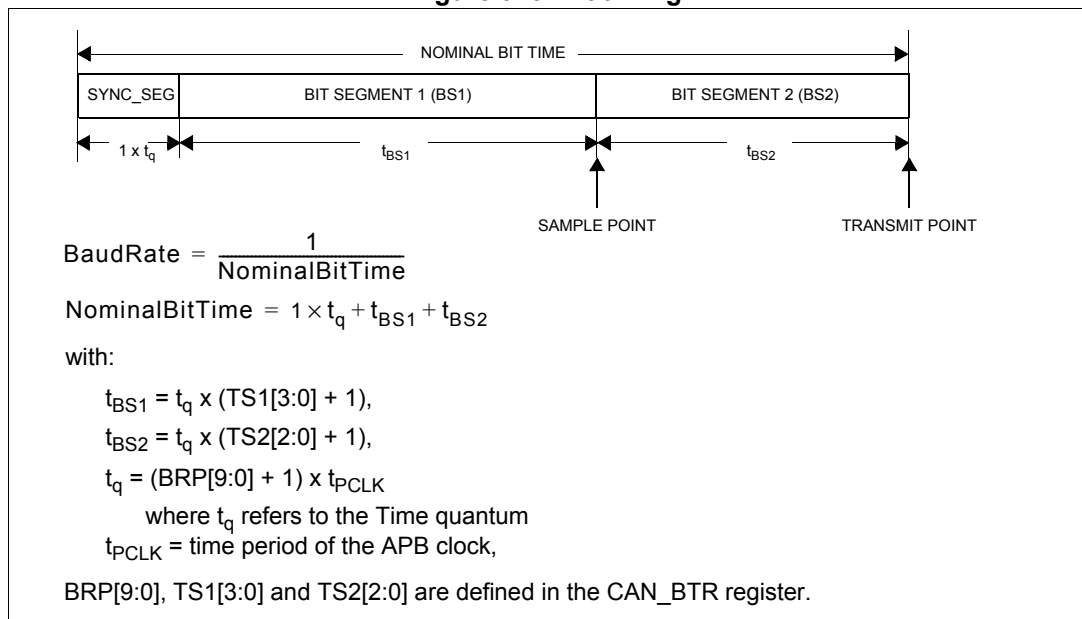 NOMINAL BIT TIME
SYNC_SEG BIT SEGMENT 1 (BS1) BIT SEGMENT 2 (BS2)
1 x tq tBS1 tBS2
SAMPLE POINT TRANSMIT POINT
BaudRate = 1 / NominalBitTime
NominalBitTime = 1 × tq + tBS1 + tBS2
with:
tBS1 = tq x (TS1[3:0] + 1),
tBS2 = tq x (TS2[2:0] + 1),
tq = (BRP[9:0] + 1) x tPCLK
where tq refers to the Time quantum
tPCLK = time period of the APB clock,
BRP[9:0], TS1[3:0] and TS2[2:0] are defined in the CAN_BTR register.